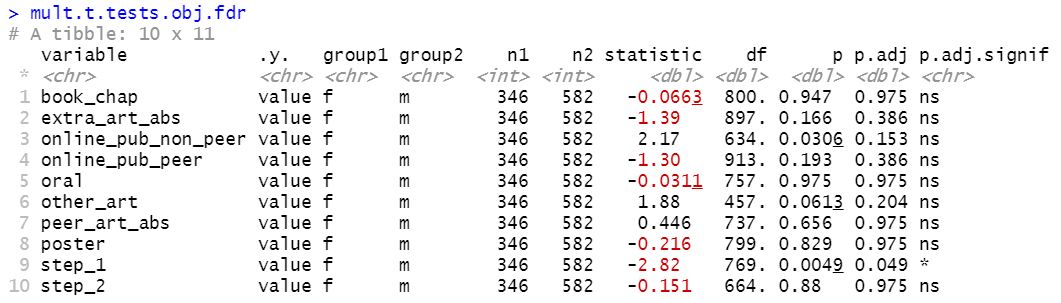 > mult.t.tests.obj.fdr
# A tibble: 10 x 11
   variable            .y.   group1 group2    n1    n2 statistic    df      p p.adj p.adj.signif
 * <chr>               <chr> <chr>  <chr>  <int> <int>     <dbl> <dbl>  <dbl> <dbl> <chr>
 1 book_chap           value f      m        346   582   -0.0663  800. 0.947  0.975 ns
 2 extra_art_abs       value f      m        346   582   -1.39    897. 0.166  0.386 ns
 3 online_pub_non_peer value f      m        346   582    2.17    634. 0.0306 0.153 ns
 4 online_pub_peer     value f      m        346   582   -1.30    913. 0.193  0.386 ns
 5 oral                value f      m        346   582   -0.0311  757. 0.975  0.975 ns
 6 other_art           value f      m        346   582    1.88    457. 0.0613 0.204 ns
 7 peer_art_abs        value f      m        346   582    0.446   737. 0.656  0.975 ns
 8 poster              value f      m        346   582   -0.216   799. 0.829  0.975 ns
 9 step_1              value f      m        346   582   -2.82    769. 0.0049 0.049 *
10 step_2              value f      m        346   582   -0.151   664. 0.88   0.975 ns